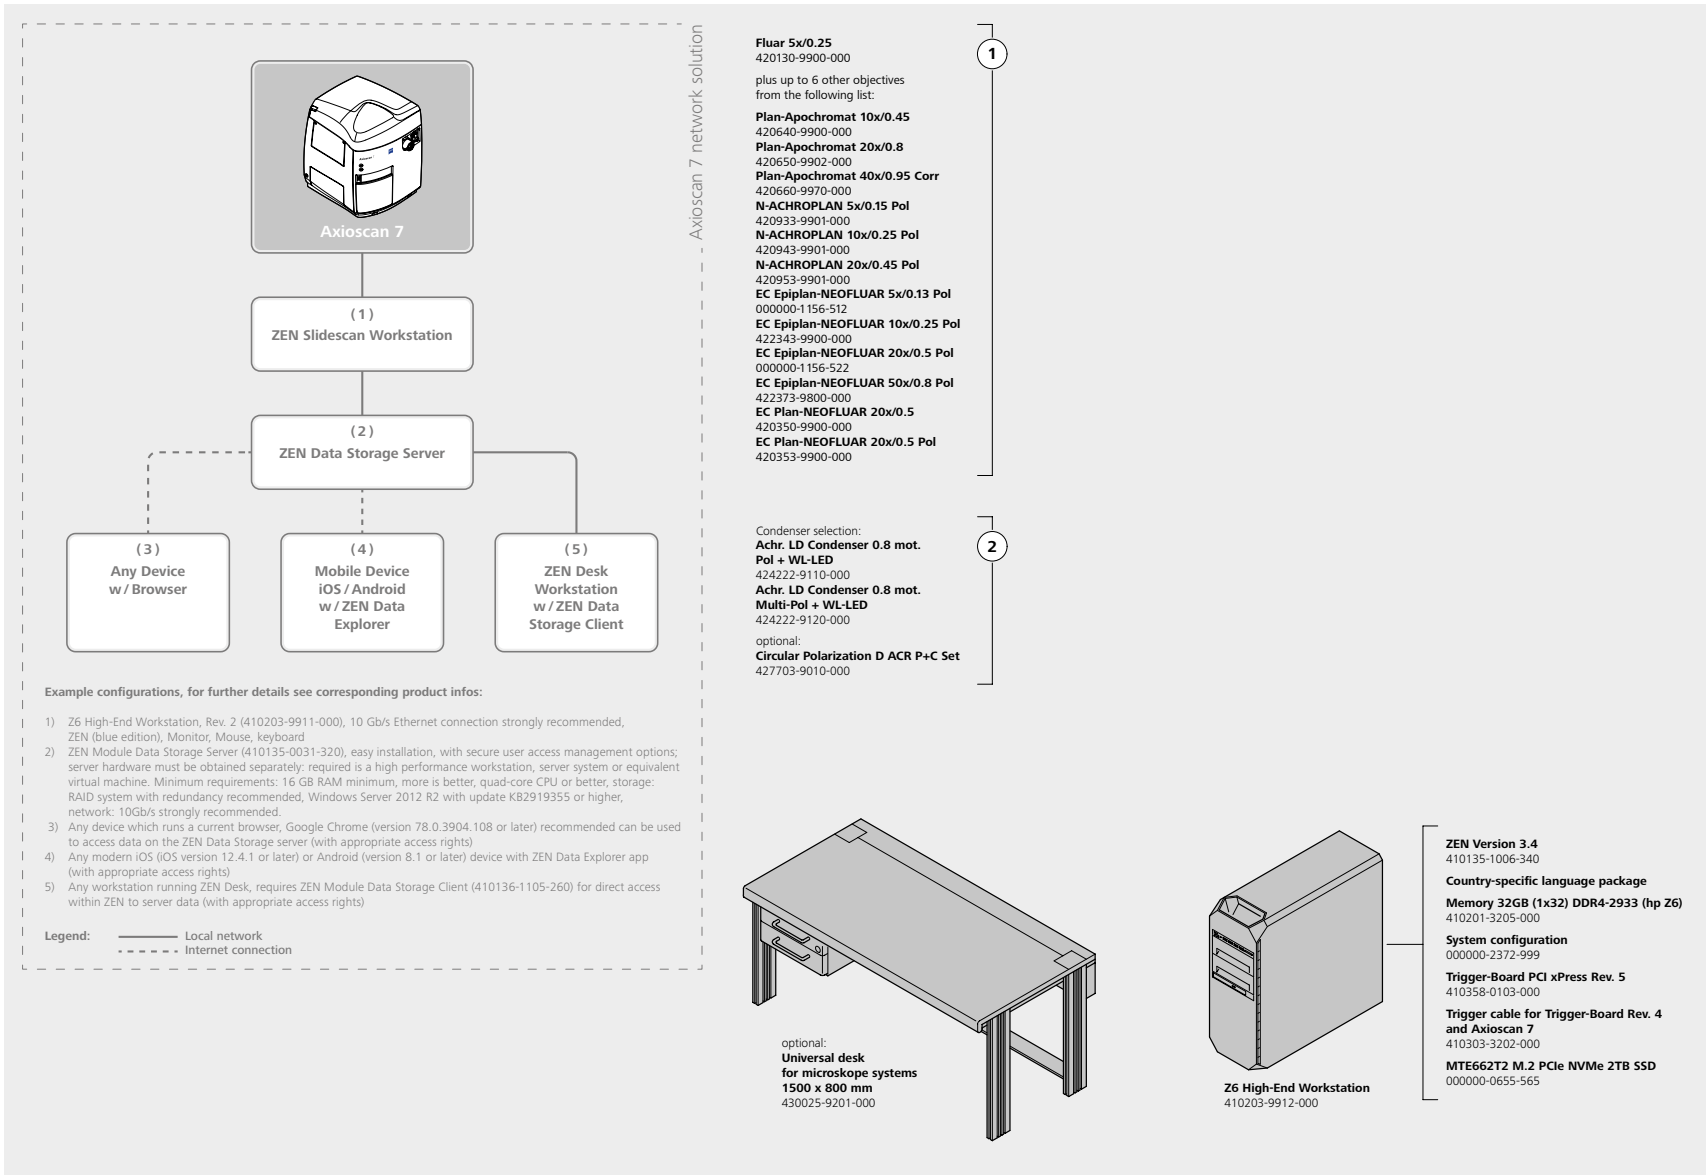 Axioscan 7 network solution
Axioscan 7
(1)
ZEN Slidescan Workstation
(2)
ZEN Data Storage Server
(3)
Any Device
w / Browser
(4)
Mobile Device
iOS / Android
w / ZEN Data
Explorer
(5)
ZEN Desk
Workstation
w / ZEN Data
Storage Client
Example configurations, for further details see corresponding product infos:
1) Z6 High-End Workstation, Rev. 2 (410203-9911-000), 10 Gb/s Ethernet connection strongly recommended,
ZEN (blue edition), Monitor, Mouse, keyboard
2) ZEN Module Data Storage Server (410135-0031-320), easy installation, with secure user access management options;
server hardware must be obtained separately: required is a high performance workstation, server system or equivalent
virtual machine. Minimum requirements: 16 GB RAM minimum, more is better, quad-core CPU or better, storage:
RAID system with redundancy recommended, Windows Server 2012 R2 with update KB2919355 or higher,
network: 10Gb/s strongly recommended.
3) Any device which runs a current browser, Google Chrome (version 78.0.3904.108 or later) recommended can be used
to access data on the ZEN Data Storage server (with appropriate access rights)
4) Any modern iOS (iOS version 12.4.1 or later) or Android (version 8.1 or later) device with ZEN Data Explorer app
(with appropriate access rights)
5) Any workstation running ZEN Desk, requires ZEN Module Data Storage Client (410136-1105-260) for direct access
within ZEN to server data (with appropriate access rights)
Legend:
Local network
Internet connection
Fluar 5x/0.25
420130-9900-000
plus up to 6 other objectives
from the following list:
Plan-Apochromat 10x/0.45
420640-9900-000
Plan-Apochromat 20x/0.8
420650-9902-000
Plan-Apochromat 40x/0.95 Corr
420660-9970-000
N-ACHROPLAN 5x/0.15 Pol
420933-9901-000
N-ACHROPLAN 10x/0.25 Pol
420943-9901-000
N-ACHROPLAN 20x/0.45 Pol
420953-9901-000
EC Epiplan-NEOFLUAR 5x/0.13 Pol
000000-1156-512
EC Epiplan-NEOFLUAR 10x/0.25 Pol
422343-9900-000
EC Epiplan-NEOFLUAR 20x/0.5 Pol
000000-1156-522
EC Epiplan-NEOFLUAR 50x/0.8 Pol
422373-9800-000
EC Plan-NEOFLUAR 20x/0.5
420350-9900-000
EC Plan-NEOFLUAR 20x/0.5 Pol
420353-9900-000
1
Condenser selection:
Achr. LD Condenser 0.8 mot.
Pol + WL-LED
424222-9110-000
Achr. LD Condenser 0.8 mot.
Multi-Pol + WL-LED
424222-9120-000
optional:
Circular Polarization D ACR P+C Set
427703-9010-000
2
optional:
Universal desk
for microskope systems
1500 x 800 mm
430025-9201-000
Z6 High-End Workstation
410203-9912-000
ZEN Version 3.4
410135-1006-340
Country-specific language package
Memory 32GB (1x32) DDR4-2933 (hp Z6)
410201-3205-000
System configuration
000000-2372-999
Trigger-Board PCI xPress Rev. 5
410358-0103-000
Trigger cable for Trigger-Board Rev. 4
and Axioscan 7
410303-3202-000
MTE662T2 M.2 PCIe NVMe 2TB SSD
000000-0655-565